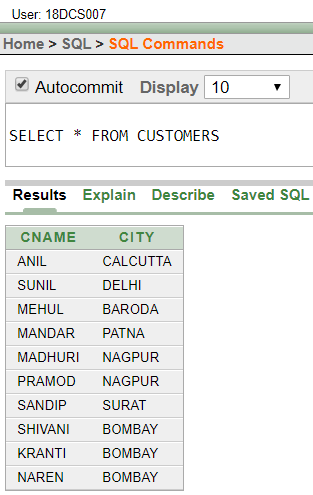 User: 18DCS007
Home > SQL > SQL Commands
Autocommit Display 10
SELECT * FROM CUSTOMERS
Results Explain Describe Saved SQL
CNAME CITY
ANIL CALCUTTA
SUNIL DELHI
MEHUL BARODA
MANDAR PATNA
MADHURI NAGPUR
PRAMOD NAGPUR
SANDIP SURAT
SHIVANI BOMBAY
KRANTI BOMBAY
NAREN BOMBAY